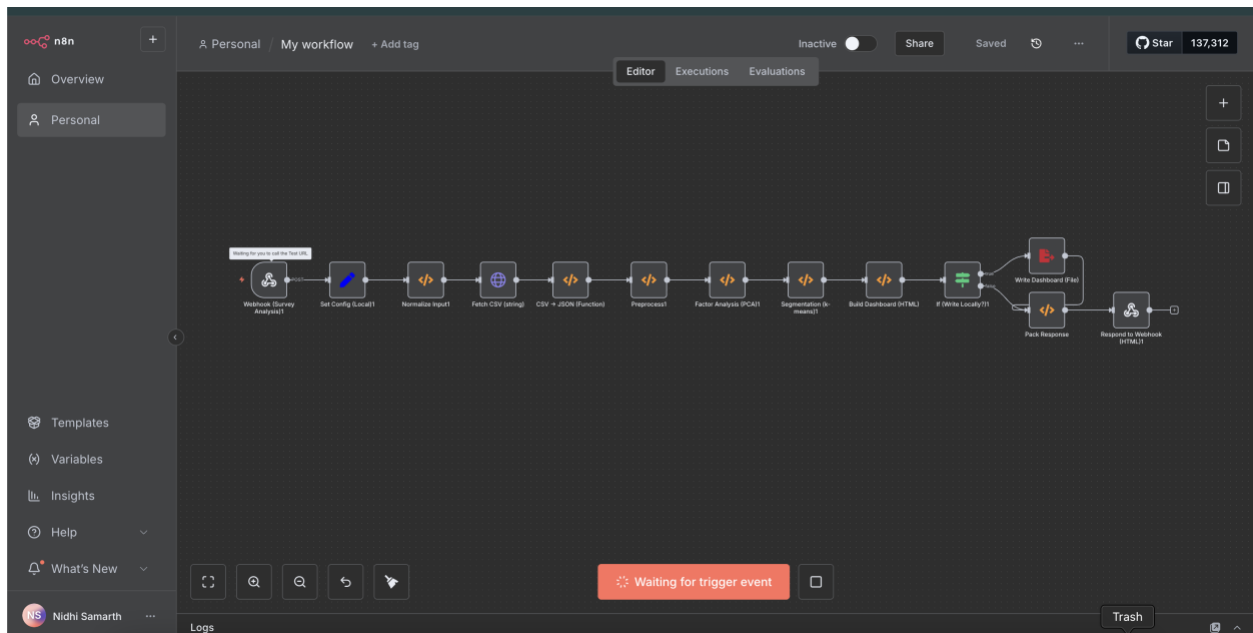 n8n
+
Personal / My workflow + Add tag
Inactive
Share
Saved
...
Star 137,312
Editor Executions Evaluations
Overview
Personal
Waiting for you to call the Test URL
POST
Webhook (Survey
Analysis)1
Set Config (Local)1
Normalize Input1
Fetch CSV (string)
CSV → JSON (Function)
Preprocess1
Factor Analysis (PCA)1
Segmentation (k-
means)1
Build Dashboard (HTML)
If (Write Locally?)1
true
false
Write Dashboard (File)
Pack Response
Respond to Webhook
(HTML)1
Templates
Variables
Insights
Help
What's New
NS Nidhi Samarth ...
Waiting for trigger event
Logs
Trash